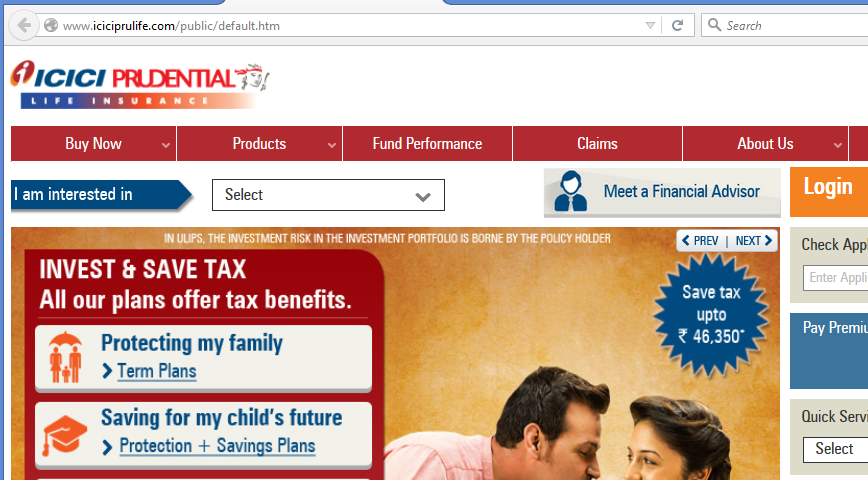 www.iciciprulife.com/public/default.htm
Search
ICICI PRUDENTIAL
LIFE INSURANCE
Buy Now
Products
Fund Performance
Claims
About Us
I am interested in
Select
Meet a Financial Advisor
Login
IN ULIPS, THE INVESTMENT RISK IN THE INVESTMENT PORTFOLIO IS BORNE BY THE POLICY HOLDER
PREV | NEXT
INVEST & SAVE TAX
All our plans offer tax benefits.
Protecting my family
Term Plans
Saving for my child's future
Protection + Savings Plans
Save tax
upto
₹ 46,350*
Check Appl
Enter Appli
Pay Premiu
Quick Servi
Select